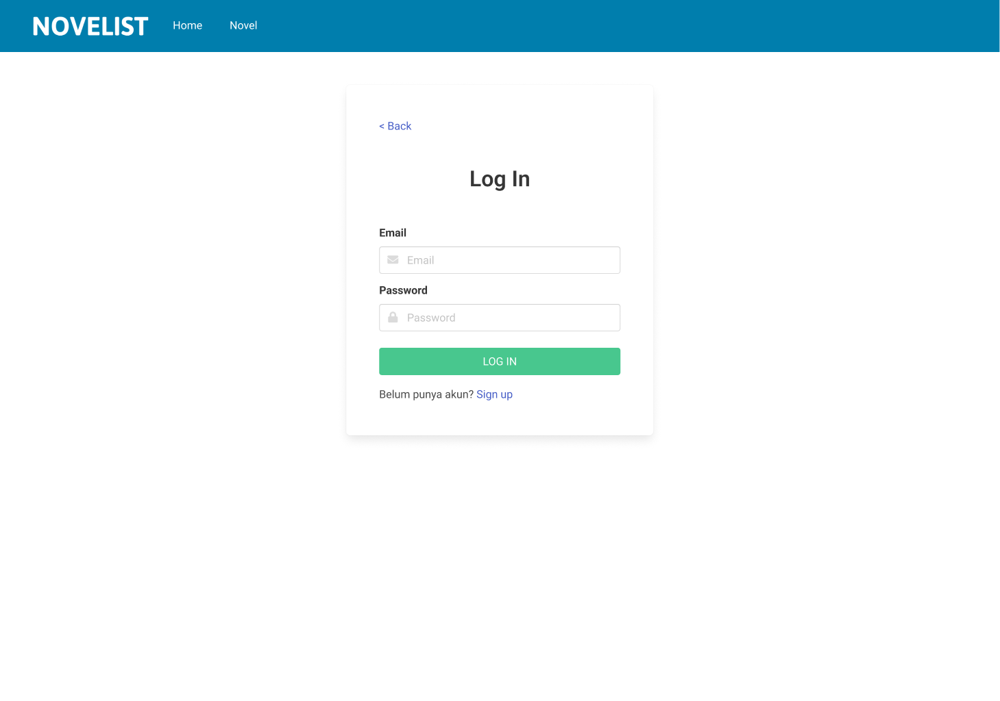 NOVELIST Home Novel
< Back
Log In
Email
Email
Password
Password
LOG IN
Belum punya akun? Sign up